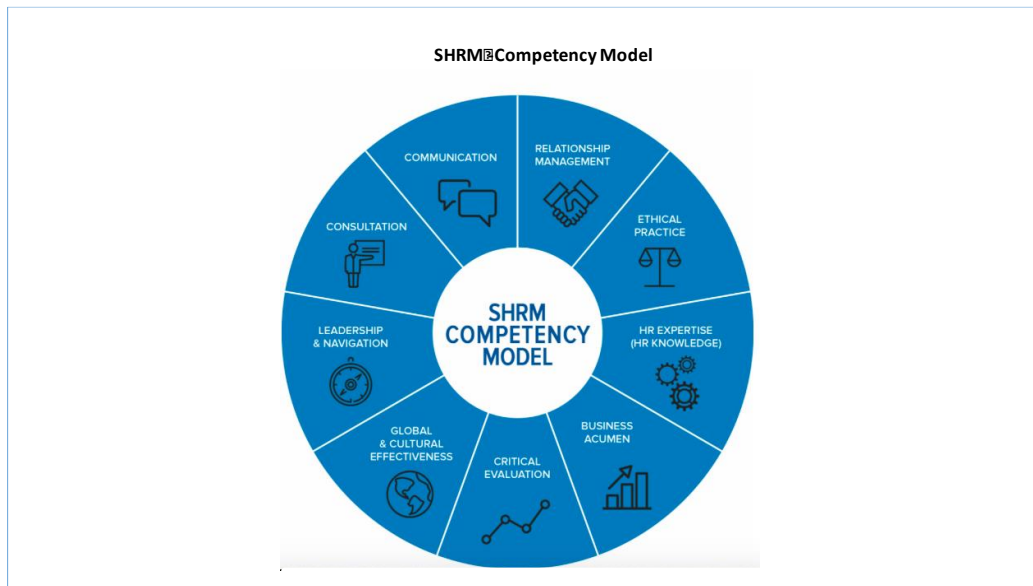 SHRM⍰Competency Model
COMMUNICATION
RELATIONSHIP
MANAGEMENT
ETHICAL
PRACTICE
HR EXPERTISE
(HR KNOWLEDGE)
BUSINESS
ACUMEN
CRITICAL
EVALUATION
GLOBAL
& CULTURAL
EFFECTIVENESS
LEADERSHIP
& NAVIGATION
CONSULTATION
SHRM
COMPETENCY
MODEL
.